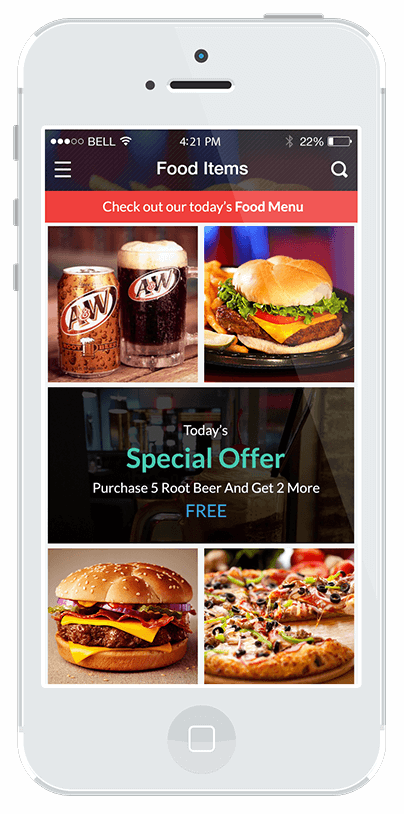 BELL 4:21 PM 22%
Food Items
Check out our today's Food Menu
A&W A&W
Today's
Special Offer
Purchase 5 Root Beer And Get 2 More
FREE